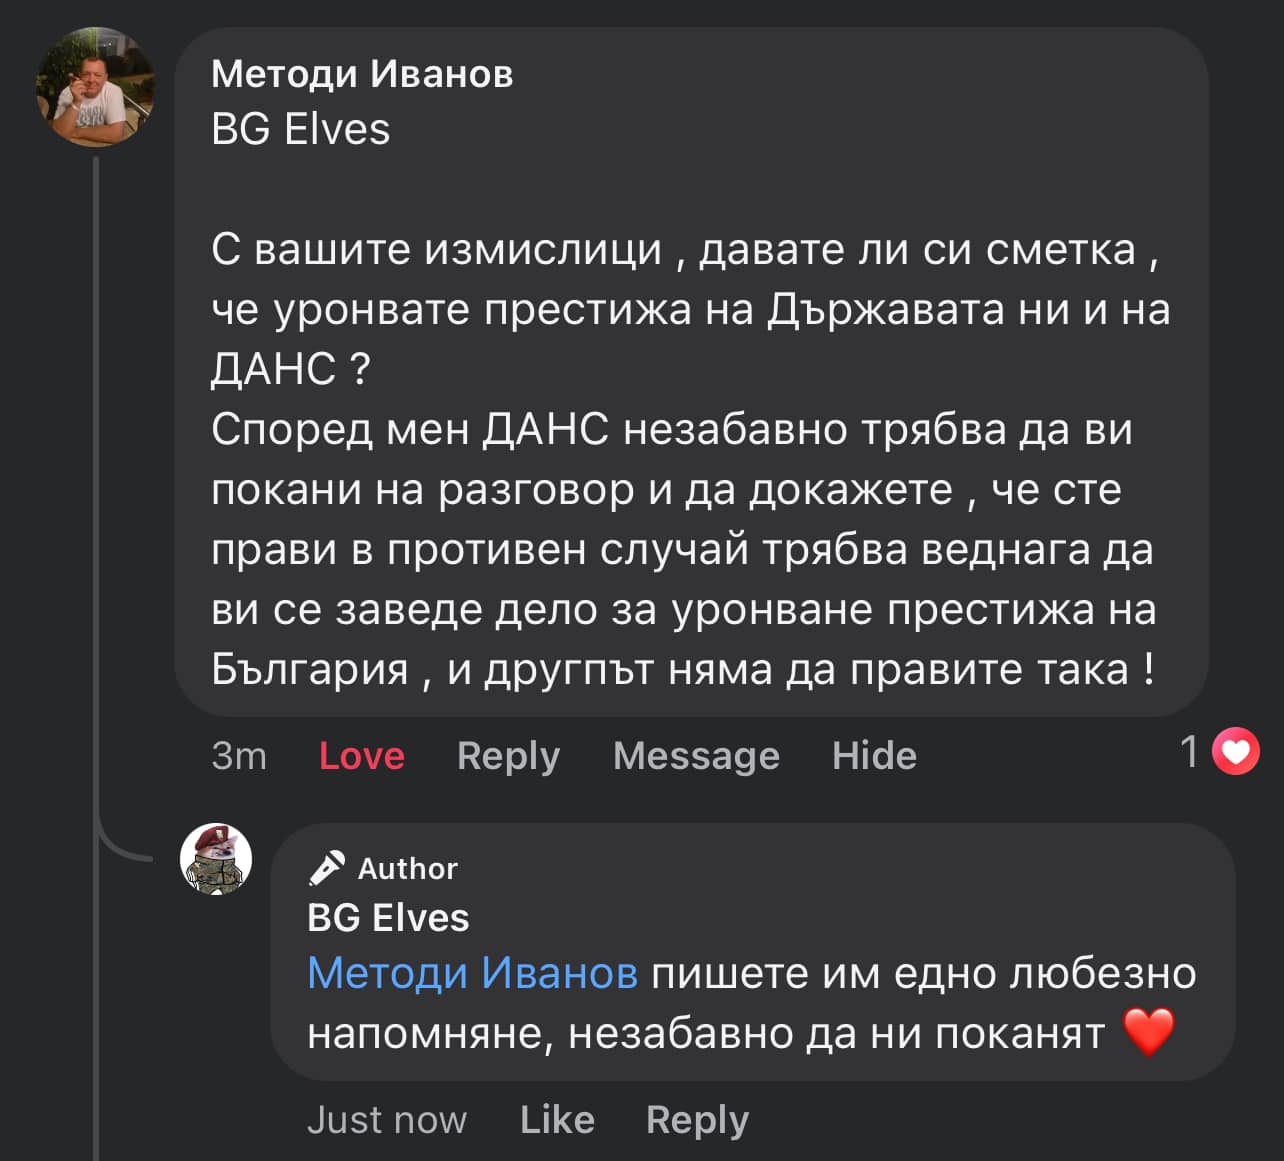 Методи Иванов
BG Elves
С вашите измислици , давате ли си сметка ,
че уронвате престижа на Държавата ни и на
ДАНС ?
Според мен ДАНС незабавно трябва да ви
покани на разговор и да докажете , че сте
прави в противен случай трябва веднага да
ви се заведе дело за уронване престижа на
България , и другпът няма да правите така !
3m Love Reply Message Hide 1
Author
BG Elves
Методи Иванов пишете им едно любезно
напомняне, незабавно да ни поканят ❤️
Just now Like Reply